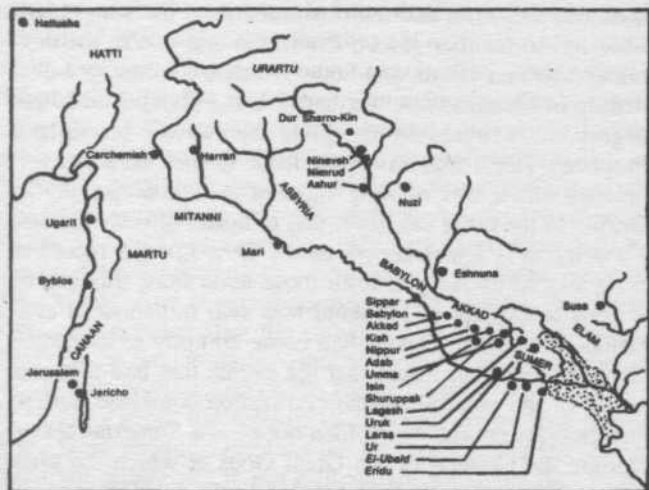 Hattusha
HATTI
URARTU
Dur Sharru-Kin
Carchemish
Harran
Nineveh
Nimrud
Ashur
ASSYRIA
Nuzi
MITANNI
Ugarit
MARTU
Mari
Byblos
CANAAN
Jerusalem
Jericho
BABYLON
AKKAD
Eshnuna
Susa
ELAM
SUMER
Sippar
Babylon
Akkad
Kish
Nippur
Adab
Umma
Isin
Shuruppak
Lagash
Uruk
Larsa
Ur
El-Ubaid
Eridu